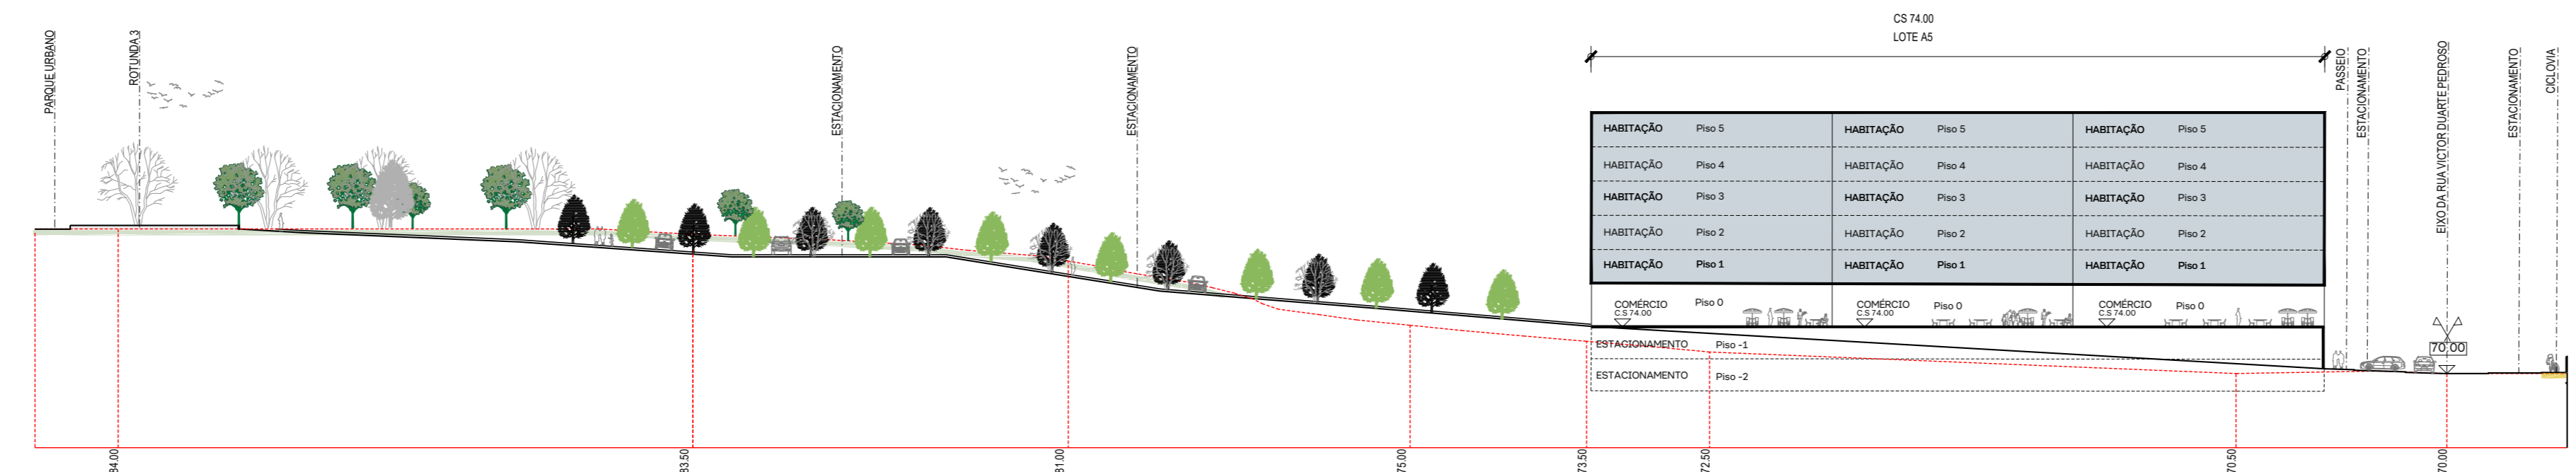 CS 74.00
LOTE A5
PARQUE URBANO
ROTUNDA 3
ESTACIONAMENTO
ESTACIONAMENTO
PASSEIO
ESTACIONAMENTO
EIXO DA RUA VICTOR DUARTE PEDROSO
ESTACIONAMENTO
CICLOVIA
HABITAÇÃO Piso 5 HABITAÇÃO Piso 5 HABITAÇÃO Piso 5
HABITAÇÃO Piso 4 HABITAÇÃO Piso 4 HABITAÇÃO Piso 4
HABITAÇÃO Piso 3 HABITAÇÃO Piso 3 HABITAÇÃO Piso 3
HABITAÇÃO Piso 2 HABITAÇÃO Piso 2 HABITAÇÃO Piso 2
HABITAÇÃO Piso 1 HABITAÇÃO Piso 1 HABITAÇÃO Piso 1
COMÉRCIO Piso 0 COMÉRCIO Piso 0 COMÉRCIO Piso 0
C.S 74.00 C.S 74.00 C.S 74.00
ESTACIONAMENTO Piso -1
ESTACIONAMENTO Piso -2
70.00
84.00
83.50
81.00
75.00
73.50
72.50
70.50
70.00